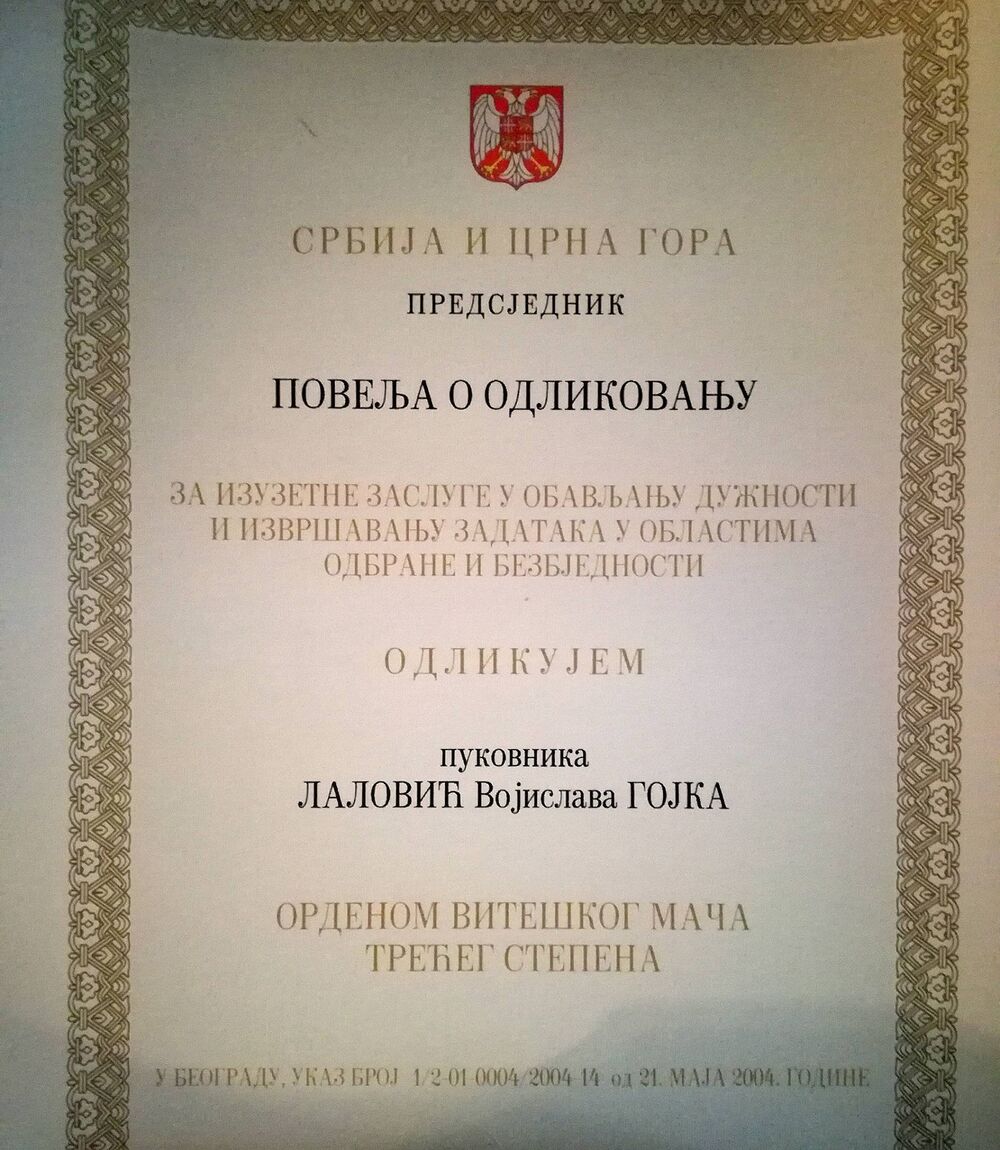 СРБИЈА И ЦРНА ГОРА
ПРЕДСЈЕДНИК
ПОВЕЉА О ОДЛИКОВАЊУ
ЗА ИЗУЗЕТНЕ ЗАСЛУГЕ У ОБАВЉАЊУ ДУЖНОСТИ
И ИЗВРШАВАЊУ ЗАДАТАКА У ОБЛАСТИМА
ОДБРАНЕ И БЕЗБЈЕДНОСТИ
ОДЛИКУЈЕМ
пуковника
ЛАЛОВИЋ Војислава ГОЈКА
ОРДЕНОМ ВИТЕШКОГ МАЧА
ТРЕЋЕГ СТЕПЕНА
У БЕОГРАДУ, УКАЗ БРОЈ 1/2-01-0004/2004-14 од 21. МАЈА 2004. ГОДИНЕ